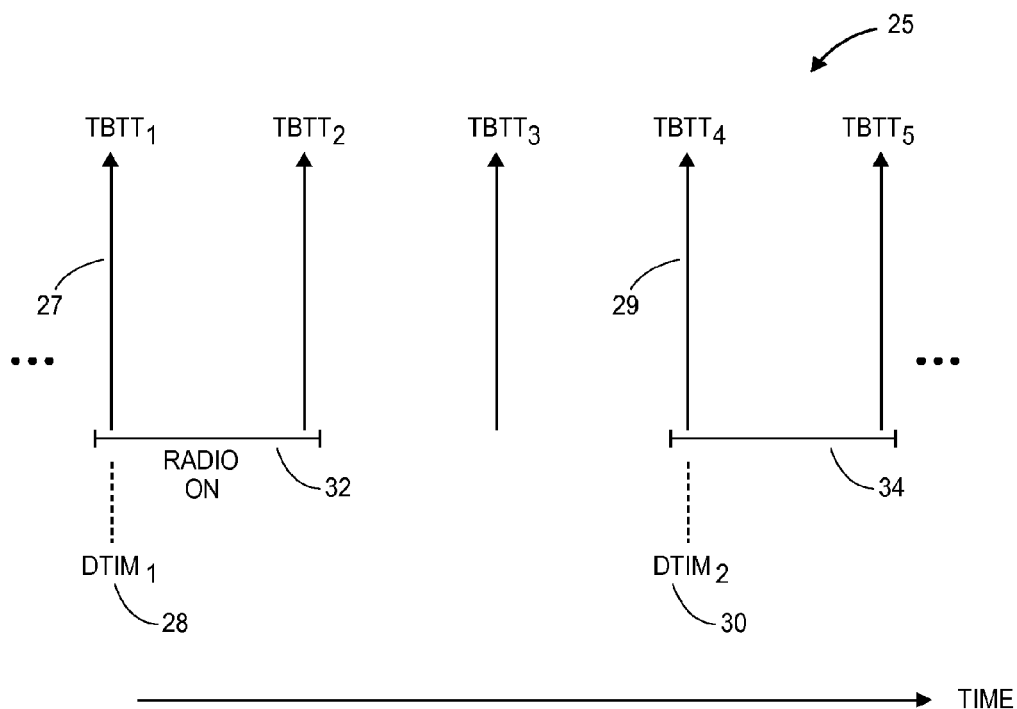 25
TBTT1 TBTT2 TBTT3 TBTT4 TBTT5
27 29
... ...
RADIO
ON
32 34
DTIM1 DTIM2
28 30
TIME